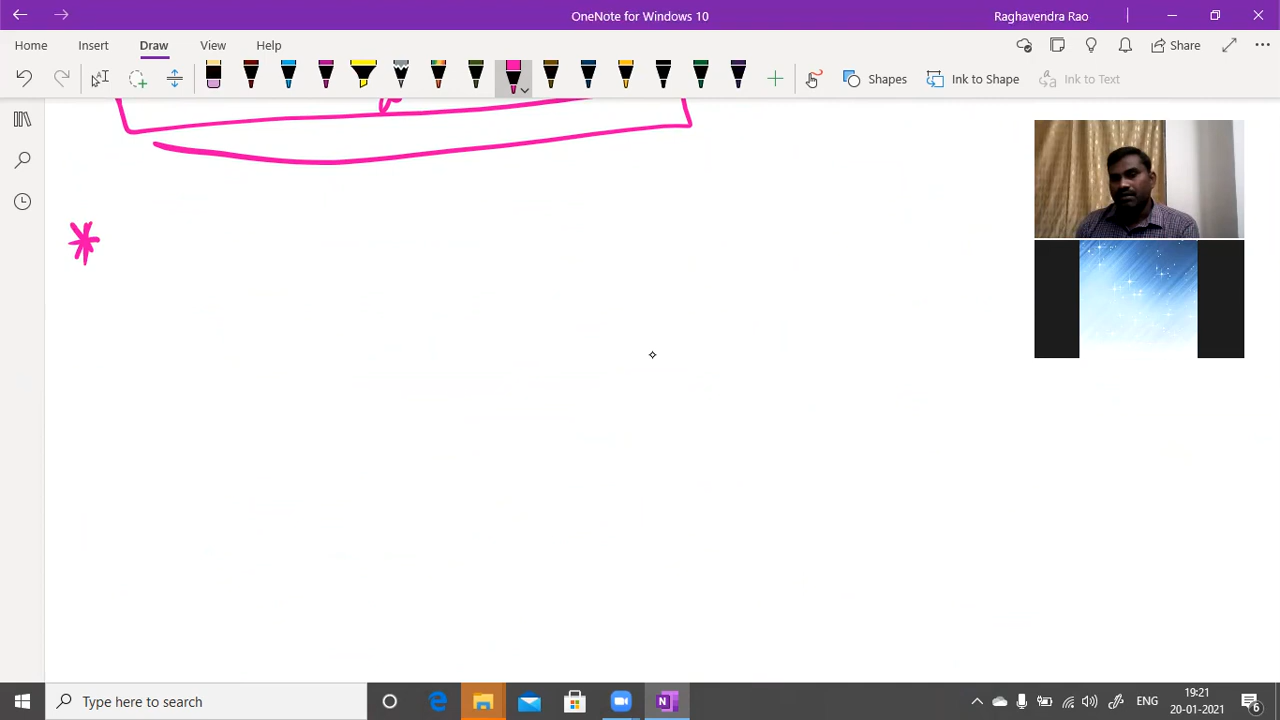 OneNote for Windows 10
Raghavendra Rao
Home
Insert
Draw
View
Help
Share
Shapes
Ink to Shape
Ink to Text
*
Type here to search
ENG
19:21
20-01-2021
6